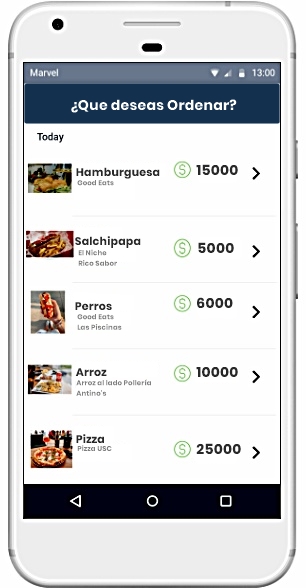 Marvel 13:00
¿Que deseas Ordenar?
Today
Hamburguesa 15000
Good Eats
Salchipapa 5000
El Niche
Rico Sabor
Perros 6000
Good Eats
Las Piscinas
Arroz 10000
Arroz al lado Polleria
Antino's
Pizza 25000
Pizza USC